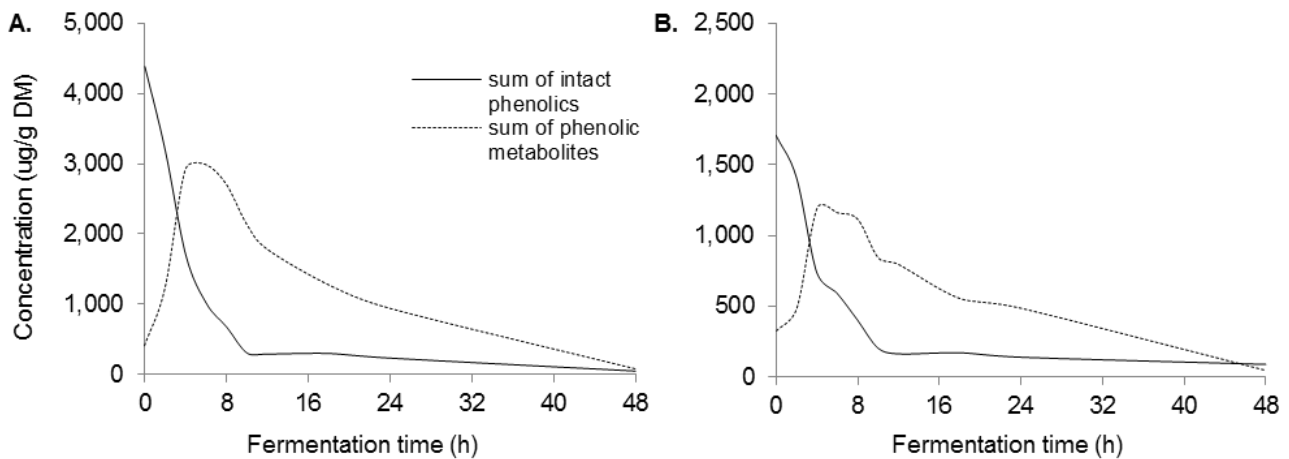 A.
Concentration (ug/g DM)
5,000
4,000
3,000
2,000
1,000
0
sum of intact
phenolics
sum of phenolic
metabolites
0 8 16 24 32 40 48
Fermentation time (h)
B.
2,500
2,000
1,500
1,000
500
0
0 8 16 24 32 40 48
Fermentation time (h)